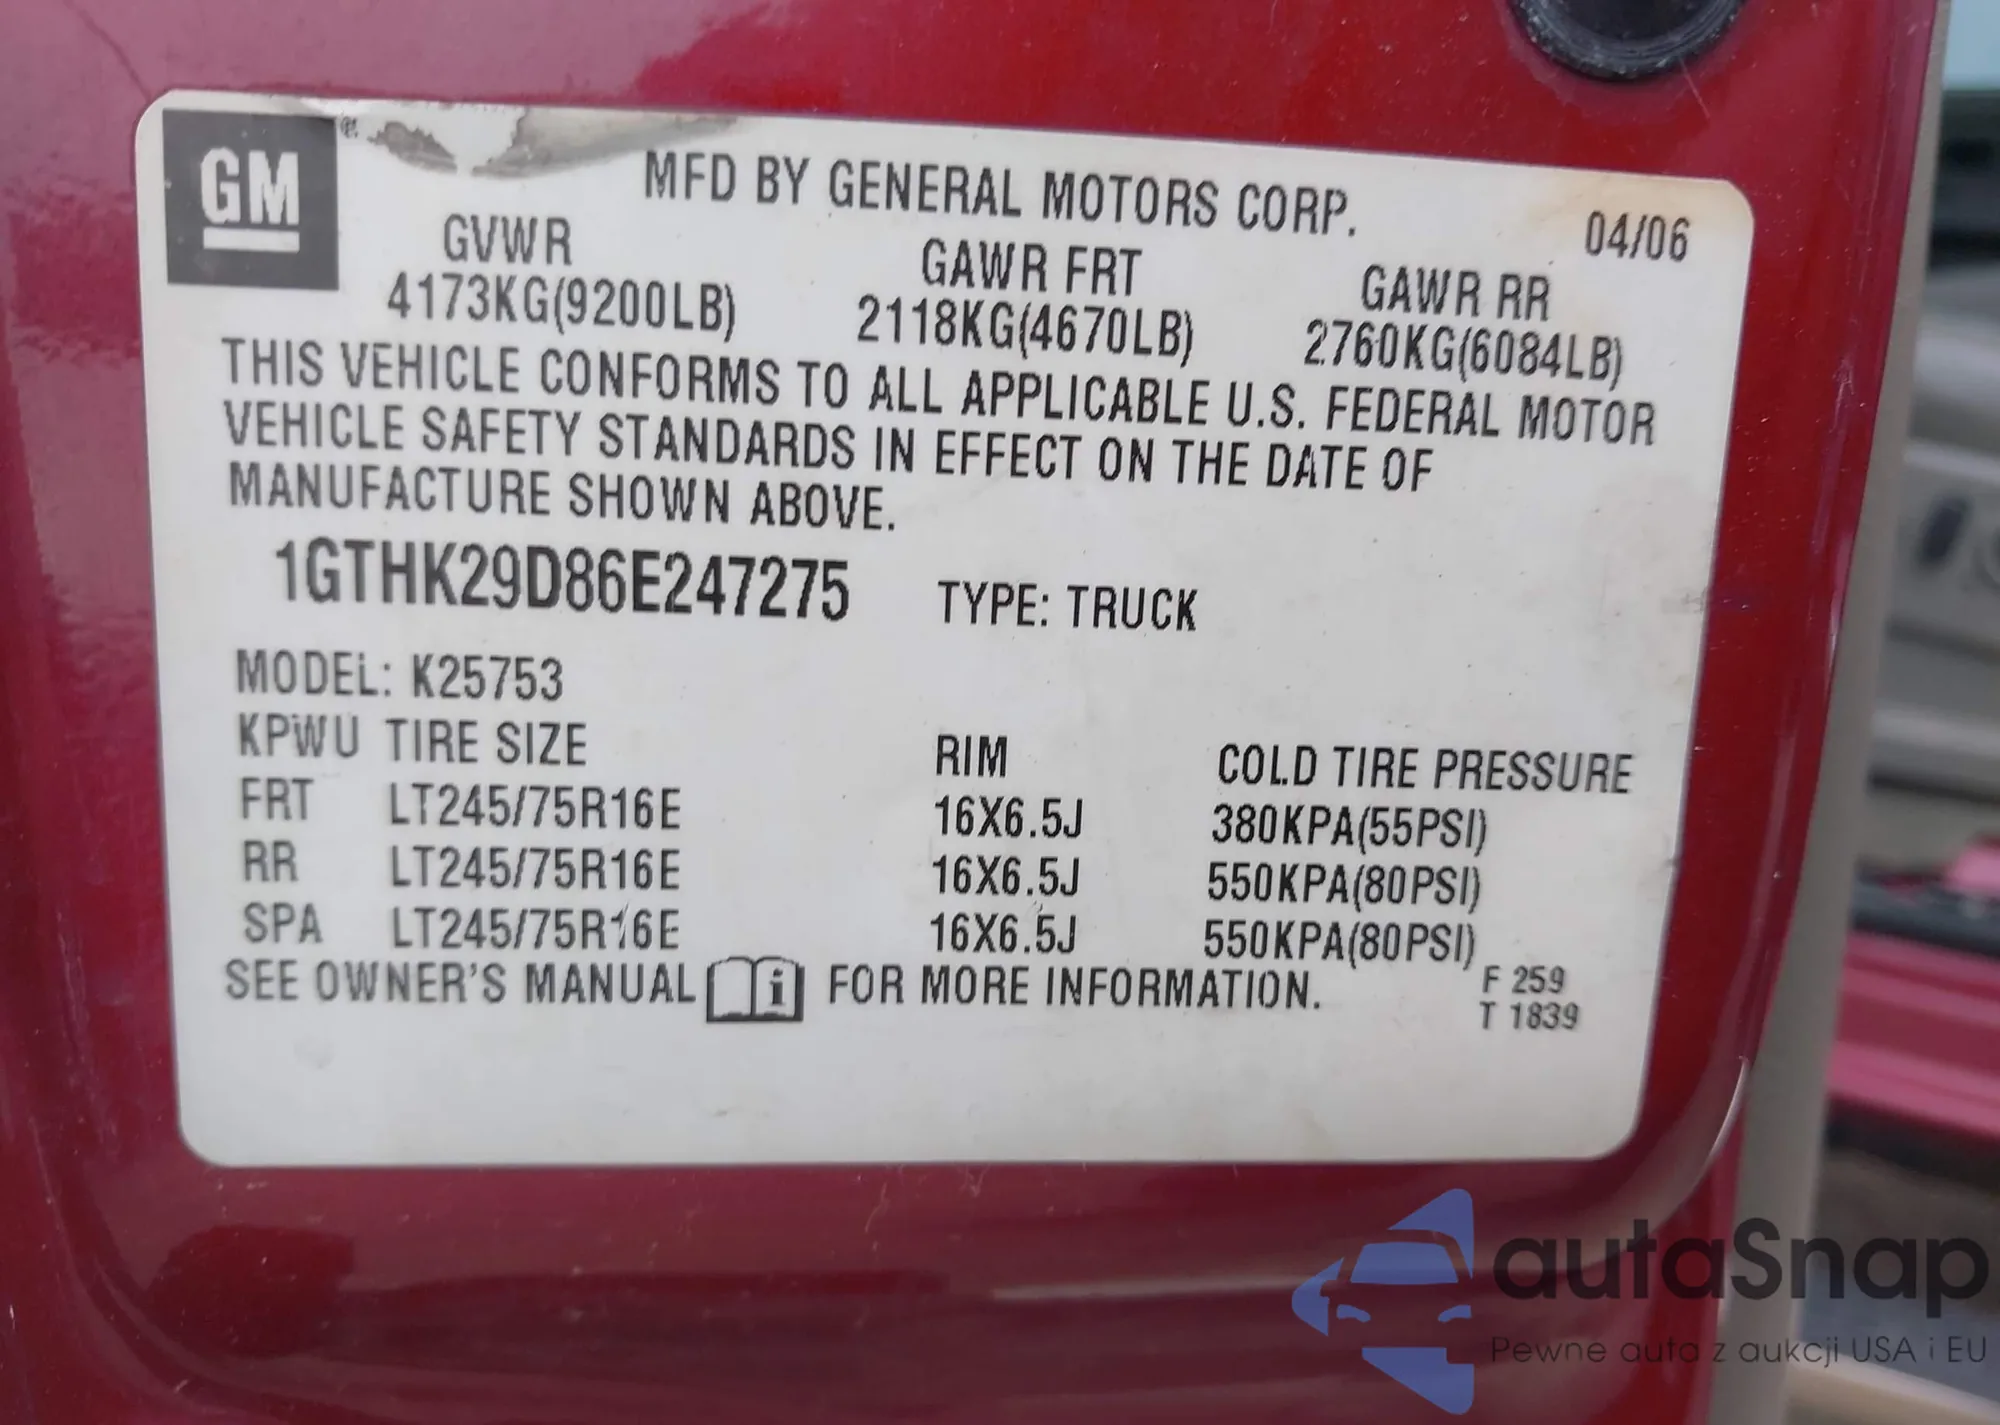 GM
MFD BY GENERAL MOTORS CORP.
04/06
GVWR GAWR FRT GAWR RR
4173KG(9200LB) 2118KG(4670LB) 2760KG(6084LB)
THIS VEHICLE CONFORMS TO ALL APPLICABLE U.S. FEDERAL MOTOR
VEHICLE SAFETY STANDARDS IN EFFECT ON THE DATE OF
MANUFACTURE SHOWN ABOVE.
1GTHK29D86E247275 TYPE: TRUCK
MODEL: K25753
KPWU TIRE SIZE RIM COLD TIRE PRESSURE
FRT LT245/75R16E 16X6.5J 380KPA(55PSI)
RR LT245/75R16E 16X6.5J 550KPA(80PSI)
SPA LT245/75R16E 16X6.5J 550KPA(80PSI)
SEE OWNER'S MANUAL i FOR MORE INFORMATION.
F 259
T 1839
autaSnap
Pewne auta z aukcji USA i EU